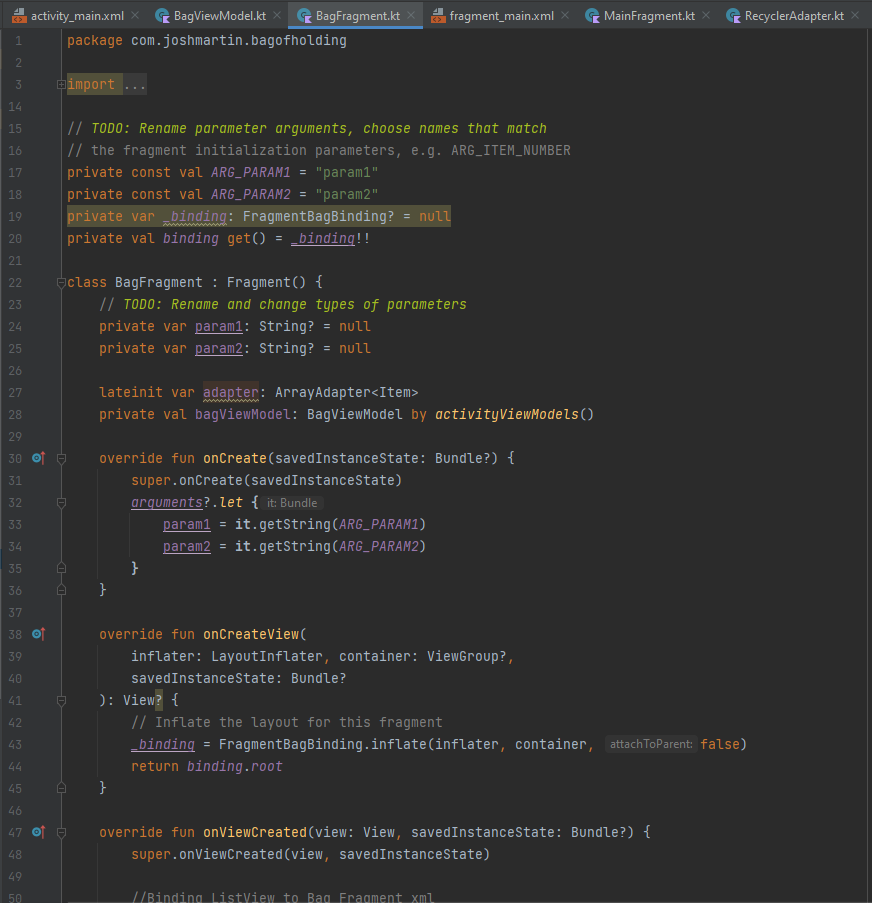 activity_main.xml BagViewModel.kt BagFragment.kt fragment_main.xml MainFragment.kt RecyclerAdapter.kt
1 package com.joshmartin.bagofholding
2
3 import ...
14
15 // TODO: Rename parameter arguments, choose names that match
16 // the fragment initialization parameters, e.g. ARG_ITEM_NUMBER
17 private const val ARG_PARAM1 = "param1"
18 private const val ARG_PARAM2 = "param2"
19 private var _binding: FragmentBagBinding? = null
20 private val binding get() = _binding!!
21
22 class BagFragment : Fragment() {
23 // TODO: Rename and change types of parameters
24 private var param1: String? = null
25 private var param2: String? = null
26
27 lateinit var adapter: ArrayAdapter<Item>
28 private val bagViewModel: BagViewModel by activityViewModels()
29
30 override fun onCreate(savedInstanceState: Bundle?) {
31 super.onCreate(savedInstanceState)
32 arguments?.let { it: Bundle
33 param1 = it.getString(ARG_PARAM1)
34 param2 = it.getString(ARG_PARAM2)
35 }
36 }
37
38 override fun onCreateView(
39 inflater: LayoutInflater, container: ViewGroup?,
40 savedInstanceState: Bundle?
41 ): View? {
42 // Inflate the layout for this fragment
43 _binding = FragmentBagBinding.inflate(inflater, container, attachToParent: false)
44 return binding.root
45 }
46
47 override fun onViewCreated(view: View, savedInstanceState: Bundle?) {
48 super.onViewCreated(view, savedInstanceState)
49
50 //Binding ListView to Bag Fragment xml